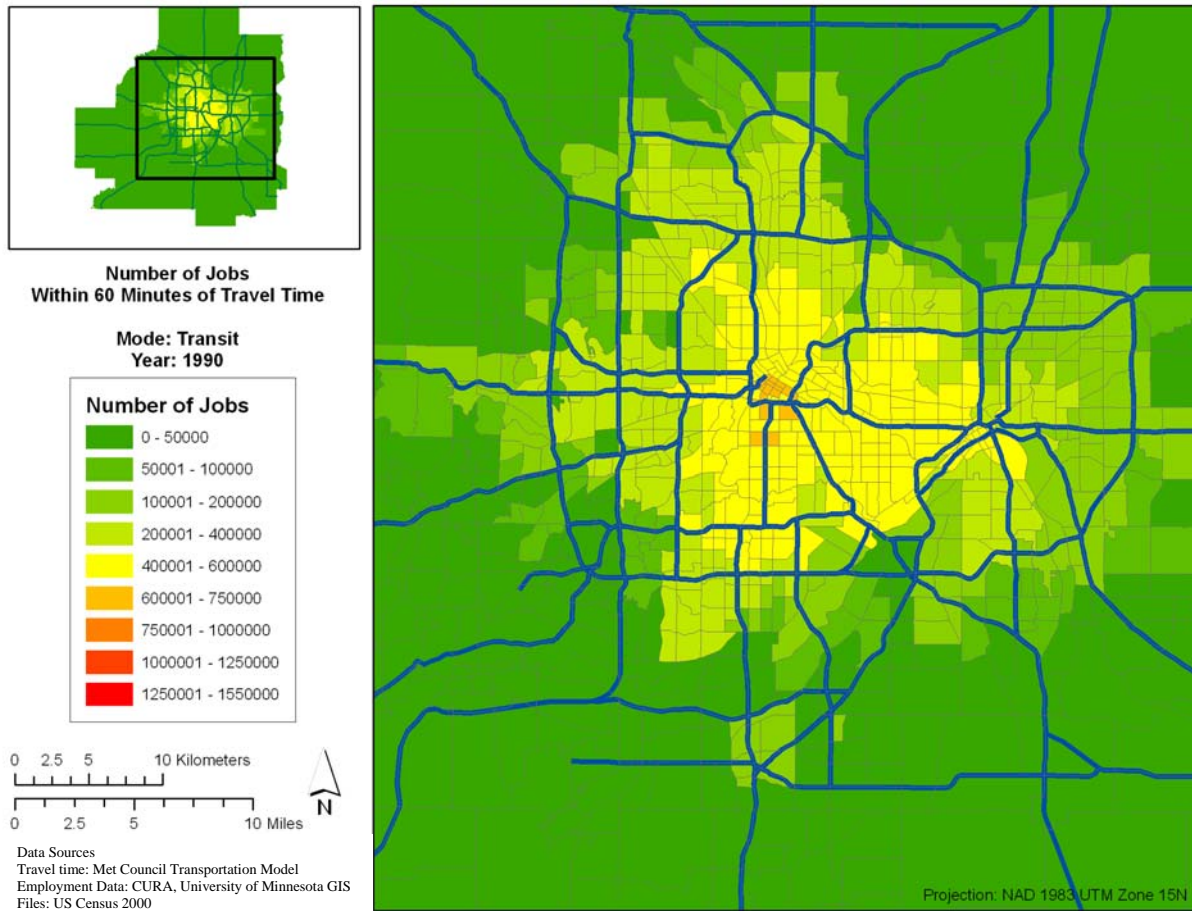 Number of Jobs
Within 60 Minutes of Travel Time
Mode: Transit
Year: 1990
Number of Jobs
0 - 50000
50001 - 100000
100001 - 200000
200001 - 400000
400001 - 600000
600001 - 750000
750001 - 1000000
1000001 - 1250000
1250001 - 1550000
0 2.5 5 10 Kilometers
0 2.5 5 10 Miles
N
Data Sources
Travel time: Met Council Transportation Model
Employment Data: CURA, University of Minnesota GIS
Files: US Census 2000
Projection: NAD 1983 UTM Zone 15N